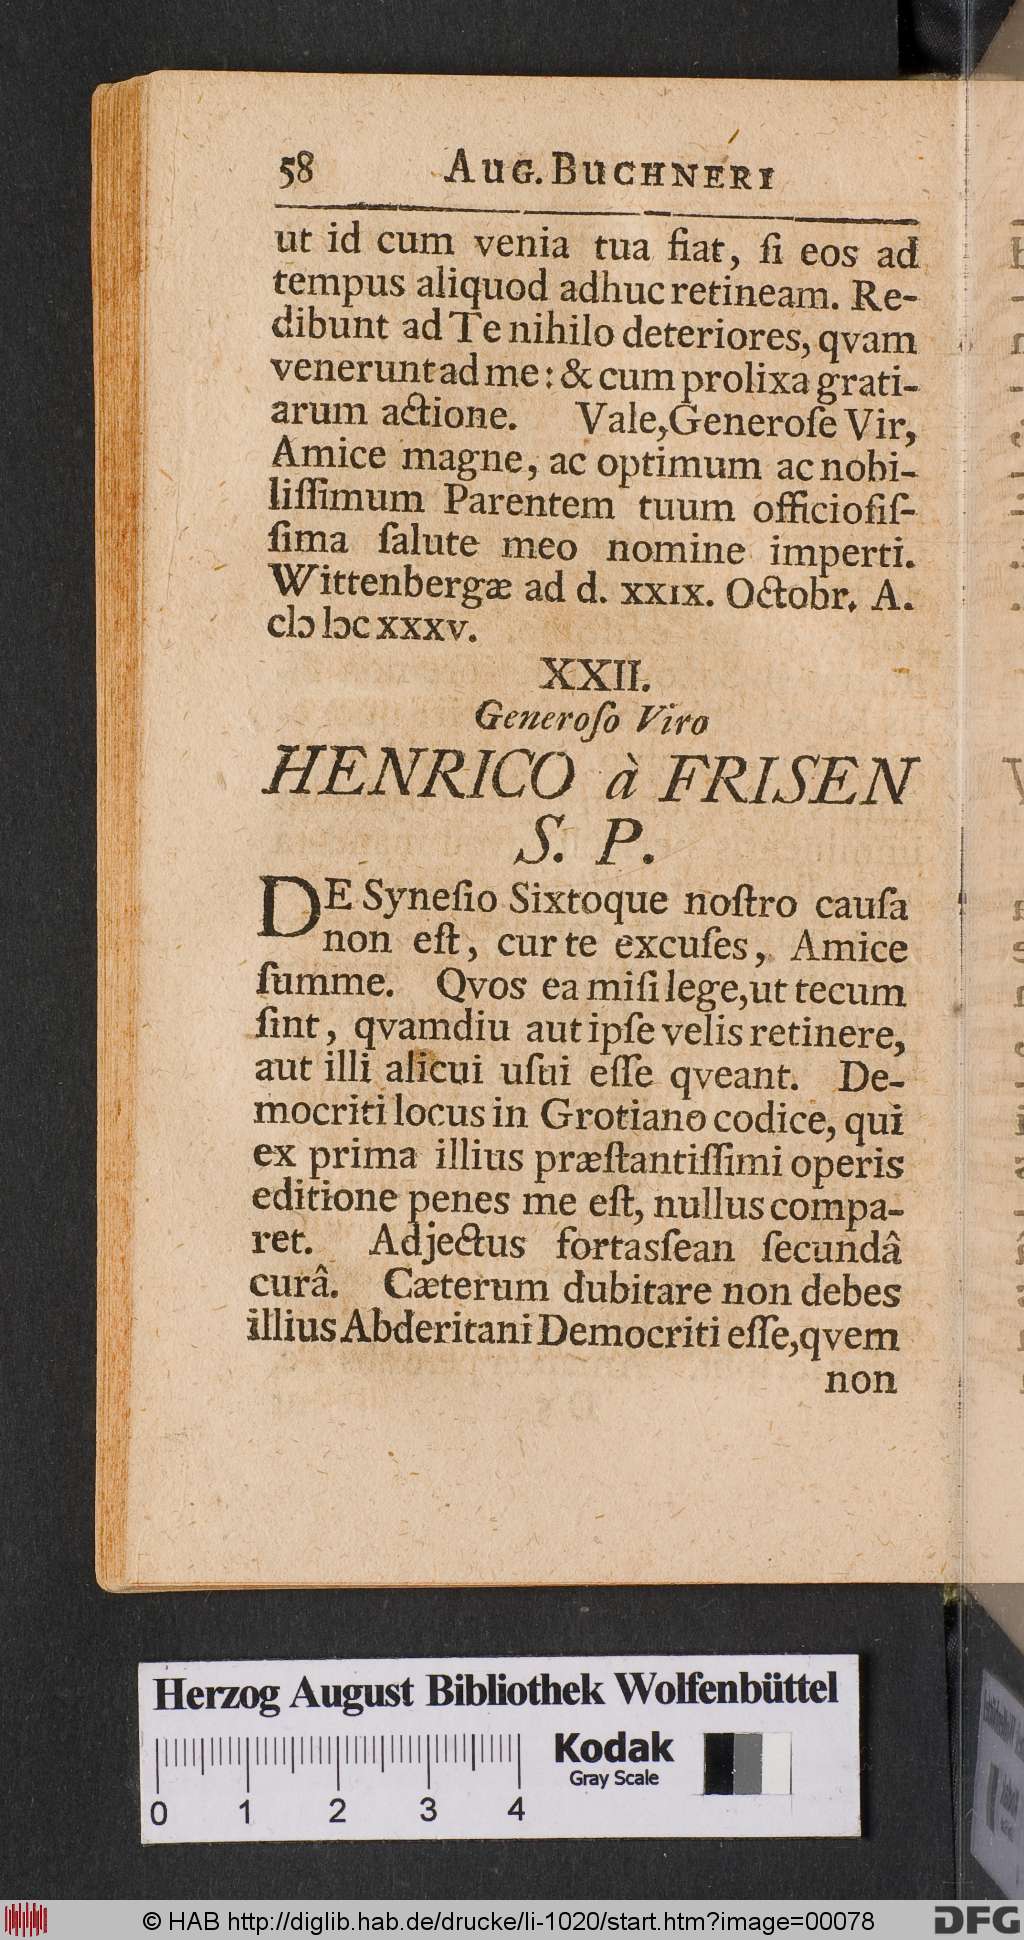 58 AUG. BUCHNERI
ut id cum venia tua fiat, ſi eos ad
tempus aliquod adhuc retineam. Re-
dibunt ad Te nihilo deteriores, qvam
venerunt ad me: & cum prolixa grati-
arum actione. Vale, Generoſe Vir,
Amice magne, ac optimum ac nobi-
liſſimum Parentem tuum officioſiſ-
ſima ſalute meo nomine imperti.
Wittenbergæ ad d. XXIX. Octobr. A.
cIↄ Iↄc XXXV.
XXII.
Generoſo Viro
HENRICO à FRISEN
S. P.
DE Syneſio Sixtoque noſtro cauſa
non eſt, cur te excuſes, Amice
ſumme. Qvos ea miſi lege, ut tecum
ſint, qvamdiu aut ipſe velis retinere,
aut illi alicui uſui eſſe qveant. De-
mocriti locus in Grotiano codice, qui
ex prima illius præſtantiſſimi operis
editione penes me eſt, nullus compa-
ret. Adjectus fortasſean ſecundâ
curâ. Cæterum dubitare non debes
illius Abderitani Democriti eſſe, qvem
non
Herzog August Bibliothek Wolfenbüttel
Kodak
Gray Scale
0 1 2 3 4
© HAB http://diglib.hab.de/drucke/li-1020/start.htm?image=00078
DFG